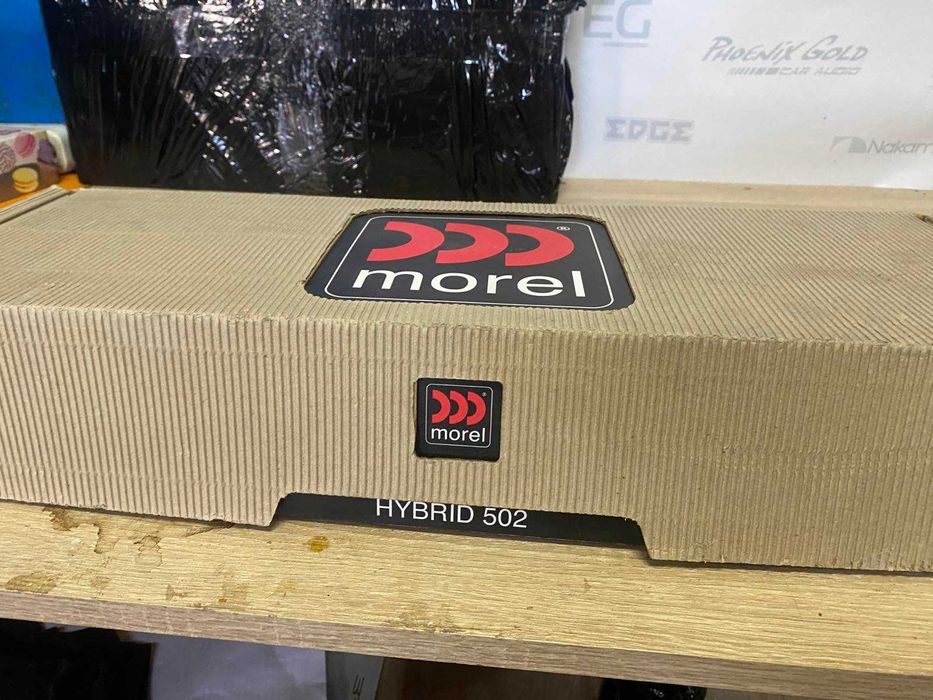 EG
PHOENIX GOLD
CAR AUDIO
EDGE
Nakam
morel
®
morel
HYBRID 502